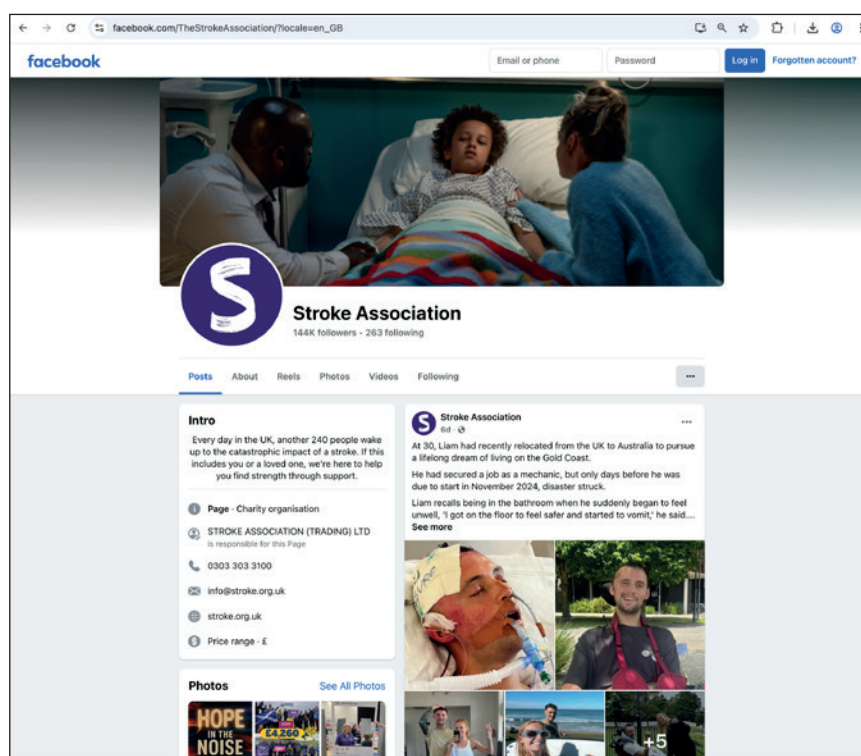 facebook.com/TheStrokeAssociation/?locale=en_GB
facebook
Email or phone
Password
Log in
Forgotten account?
S
Stroke Association
144K followers • 263 following
Posts
About
Reels
Photos
Videos
Following
Intro
Every day in the UK, another 240 people wake
up to the catastrophic impact of a stroke. If this
includes you or a loved one, we're here to help
you find strength through support.
Page · Charity organisation
STROKE ASSOCIATION (TRADING) LTD
is responsible for this Page
0303 303 3100
info@stroke.org.uk
stroke.org.uk
Price range · £
Photos
See All Photos
HOPE
IN THE
NOISE
£4,260
S
Stroke Association
6d
At 30, Liam had recently relocated from the UK to Australia to pursue
a lifelong dream of living on the Gold Coast.
He had secured a job as a mechanic, but only days before he was
due to start in November 2024, disaster struck.
Liam recalls being in the bathroom when he suddenly began to feel
unwell, 'I got on the floor to feel safer and started to vomit,' he said....
See more
+5